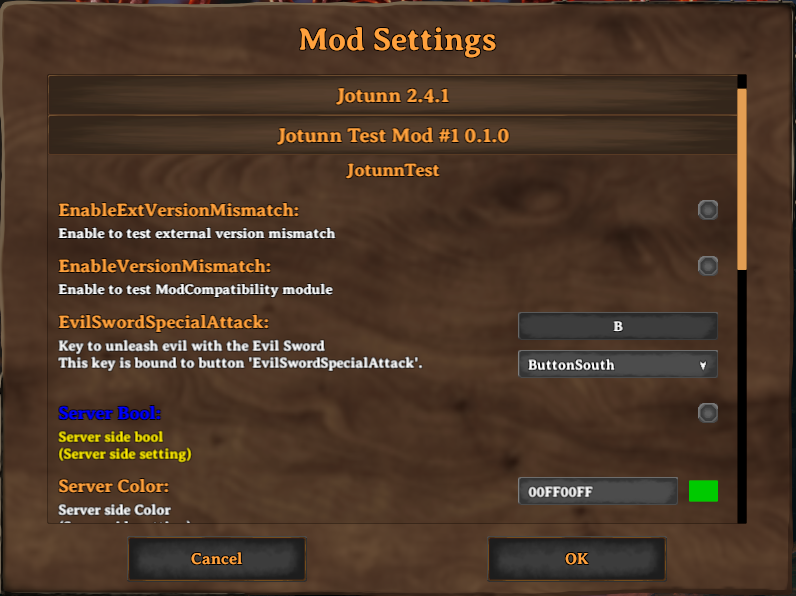 Mod Settings
Jotunn 2.4.1
Jotunn Test Mod #1 0.1.0
JotunnTest
EnableExtVersionMismatch:
Enable to test external version mismatch
EnableVersionMismatch:
Enable to test ModCompatibility module
EvilSwordSpecialAttack:
B
Key to unleash evil with the Evil Sword
This key is bound to button 'EvilSwordSpecialAttack'.
ButtonSouth
Server Bool:
Server side bool
(Server side setting)
Server Color:
00FF00FF
Server side Color
Cancel
OK